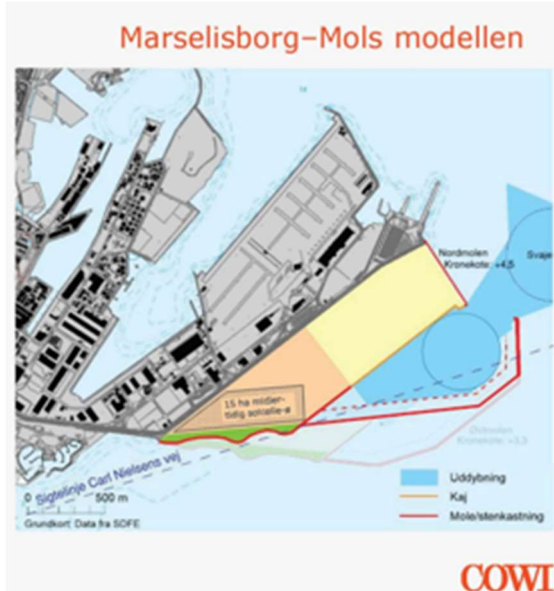 Marselisborg–Mols modellen
Nordmolen
Kronekote: +4,5
Svaje
15 ha midler-
tidig solcelle-ø
Østmolen
Kronekote: +3,3
Sigtelinje Carl Nielsens vej
0 500 m
Grundkort: Data fra SDFE
Uddybning
Kaj
Mole/stenkastning
COWI